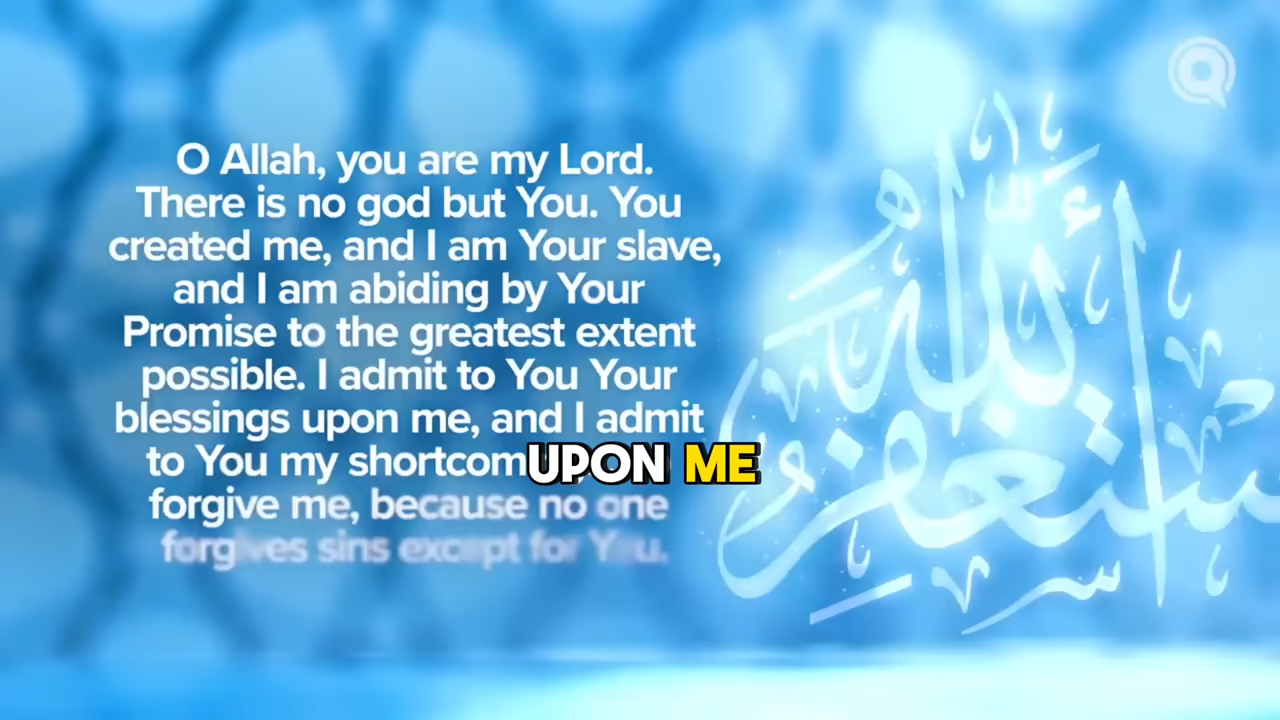 O Allah, you are my Lord.
There is no god but You. You
created me, and I am Your slave,
and I am abiding by Your
Promise to the greatest extent
possible. I admit to You Your
blessings upon me, and I admit
to You my shortcom
UPON ME
forgive me, because no one
forgives sins except for You.
أستغفر الله